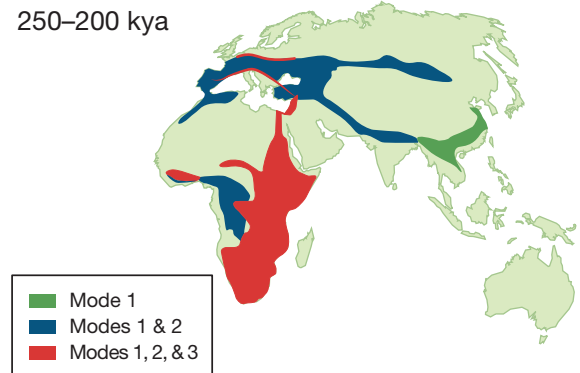 250–200 kya
Mode 1
Modes 1 & 2
Modes 1, 2, & 3